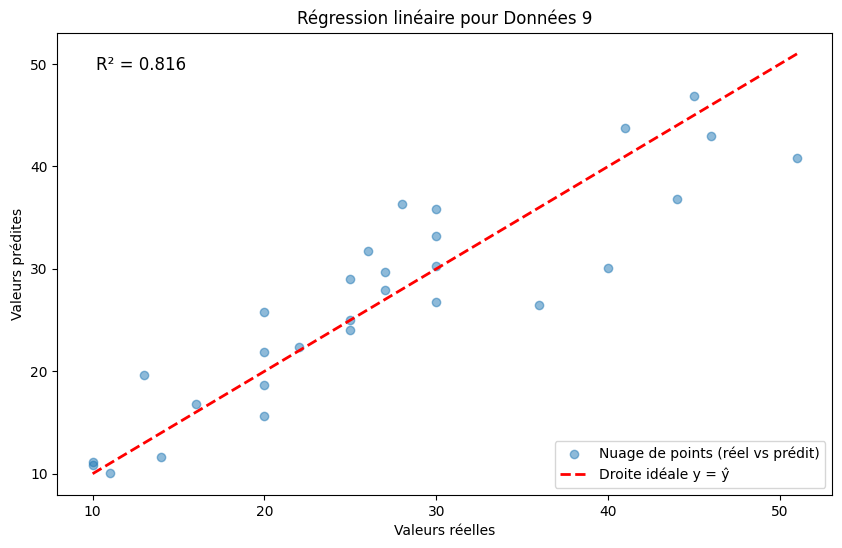 Régression linéaire pour Données 9
R² = 0.816
50
40
30
20
10
Valeurs prédites
10 20 30 40 50
Valeurs réelles
Nuage de points (réel vs prédit)
Droite idéale y = ŷ